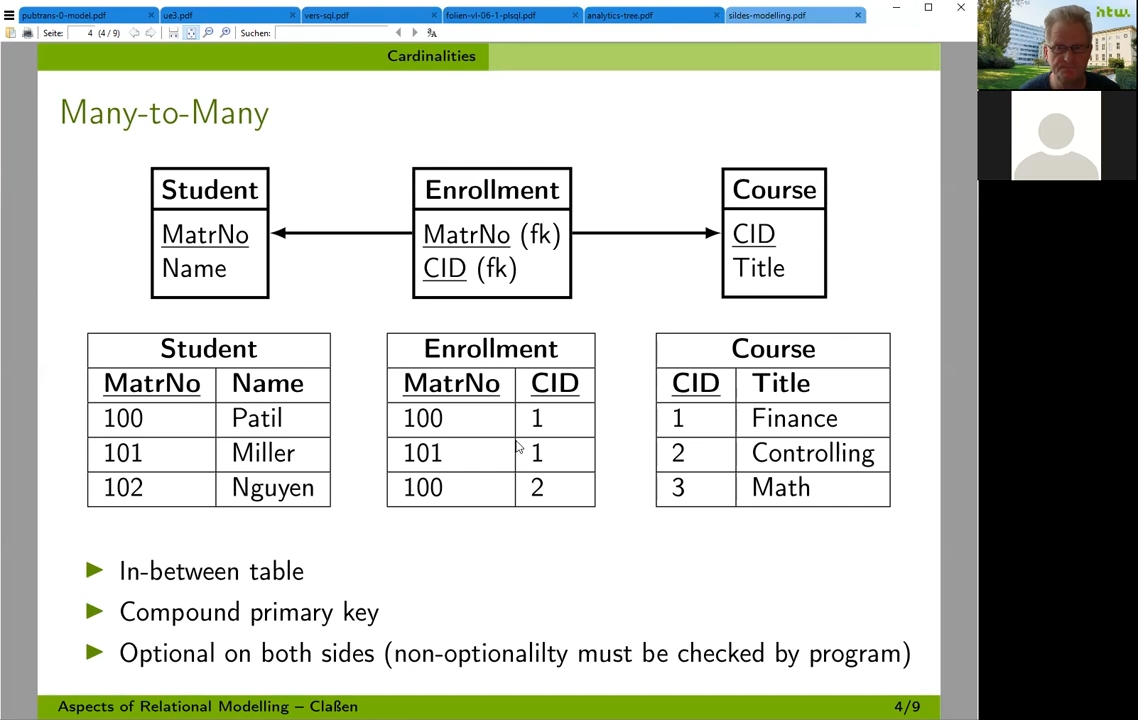 pubtrans-0-model.pdf ue3.pdf vers-sql.pdf folien-vl-06-1-plsql.pdf analytics-tree.pdf sildes-modelling.pdf
Seite: 4 (4 / 9) Suchen:
htw.
Cardinalities
Many-to-Many
Student Enrollment Course
MatrNo MatrNo (fk) CID
Name CID (fk) Title
Student Enrollment Course
MatrNo Name MatrNo CID CID Title
100 Patil 100 1 1 Finance
101 Miller 101 1 2 Controlling
102 Nguyen 100 2 3 Math
In-between table
Compound primary key
Optional on both sides (non-optionalilty must be checked by program)
Aspects of Relational Modelling – Claßen 4/9